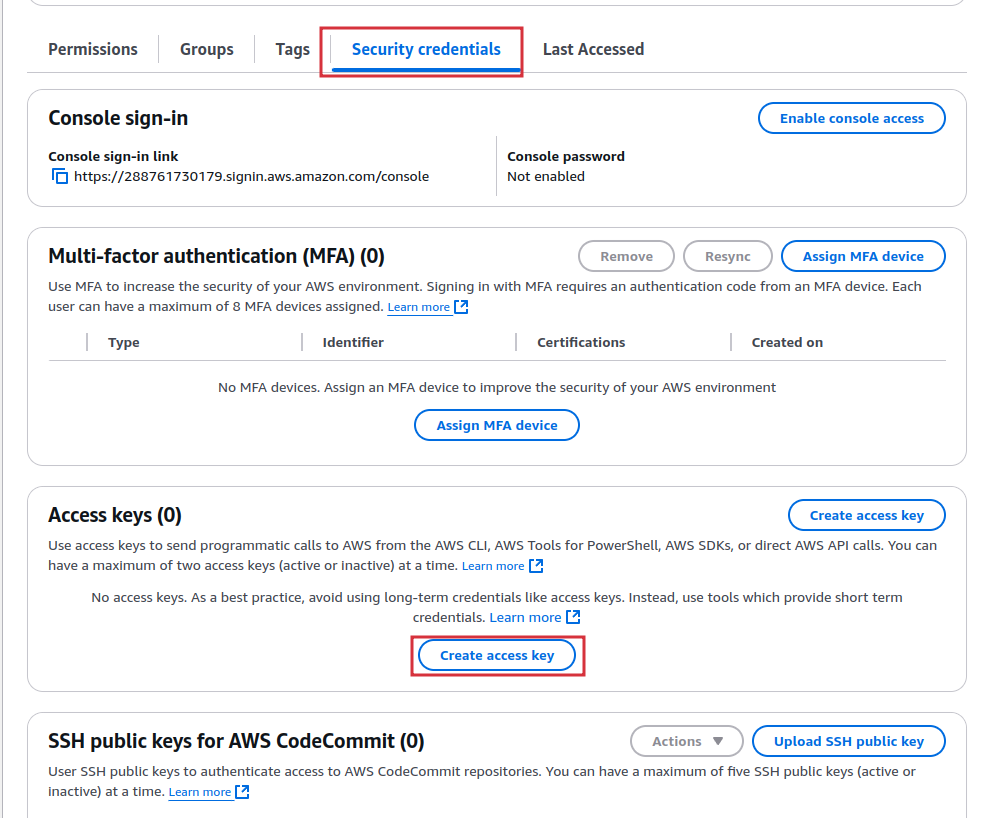 Permissions
Groups
Tags
Security credentials
Last Accessed
Console sign-in
Enable console access
Console sign-in link
https://288761730179.signin.aws.amazon.com/console
Console password
Not enabled
Multi-factor authentication (MFA) (0)
Remove
Resync
Assign MFA device
Use MFA to increase the security of your AWS environment. Signing in with MFA requires an authentication code from an MFA device. Each
user can have a maximum of 8 MFA devices assigned. Learn more
Type
Identifier
Certifications
Created on
No MFA devices. Assign an MFA device to improve the security of your AWS environment
Assign MFA device
Access keys (0)
Create access key
Use access keys to send programmatic calls to AWS from the AWS CLI, AWS Tools for PowerShell, AWS SDKs, or direct AWS API calls. You can
have a maximum of two access keys (active or inactive) at a time. Learn more
No access keys. As a best practice, avoid using long-term credentials like access keys. Instead, use tools which provide short term
credentials. Learn more
Create access key
SSH public keys for AWS CodeCommit (0)
Actions
Upload SSH public key
User SSH public keys to authenticate access to AWS CodeCommit repositories. You can have a maximum of five SSH public keys (active or
inactive) at a time. Learn more